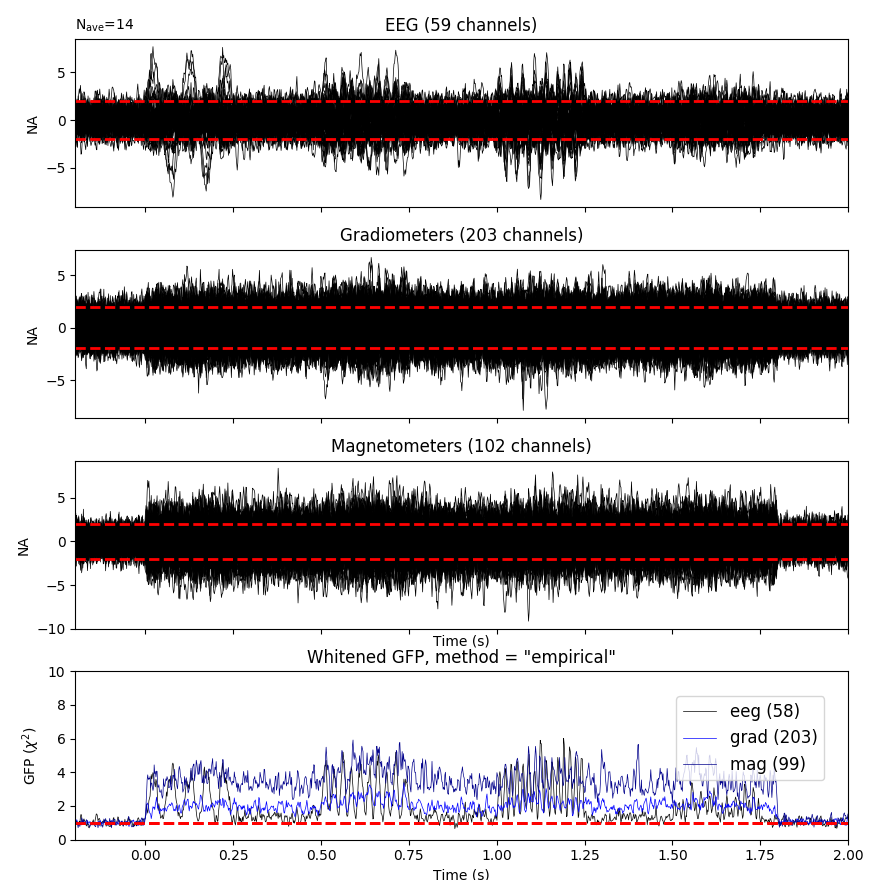 N_ave=14
EEG (59 channels)
5
0
−5
NA
Gradiometers (203 channels)
5
0
−5
NA
Magnetometers (102 channels)
5
0
−5
−10
NA
Time (s)
Whitened GFP, method = "empirical"
10
8
6
4
2
0
GFP (χ²)
eeg (58)
grad (203)
mag (99)
0.00 0.25 0.50 0.75 1.00 1.25 1.50 1.75 2.00
Time (s)